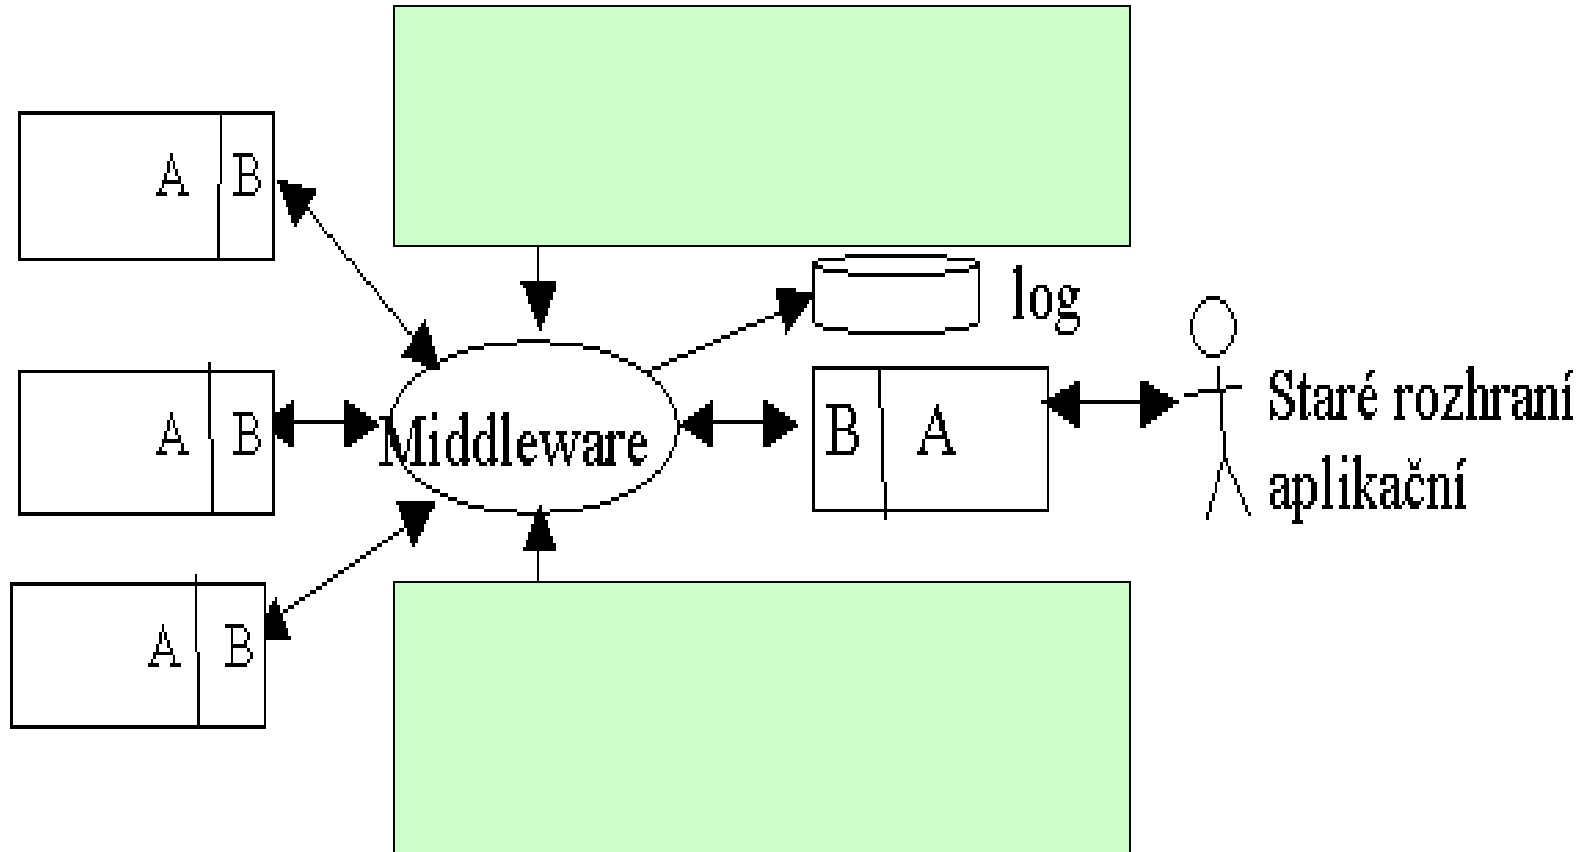 A B
log
Staré rozhraní
A B
Middleware
B A
aplikační
A B